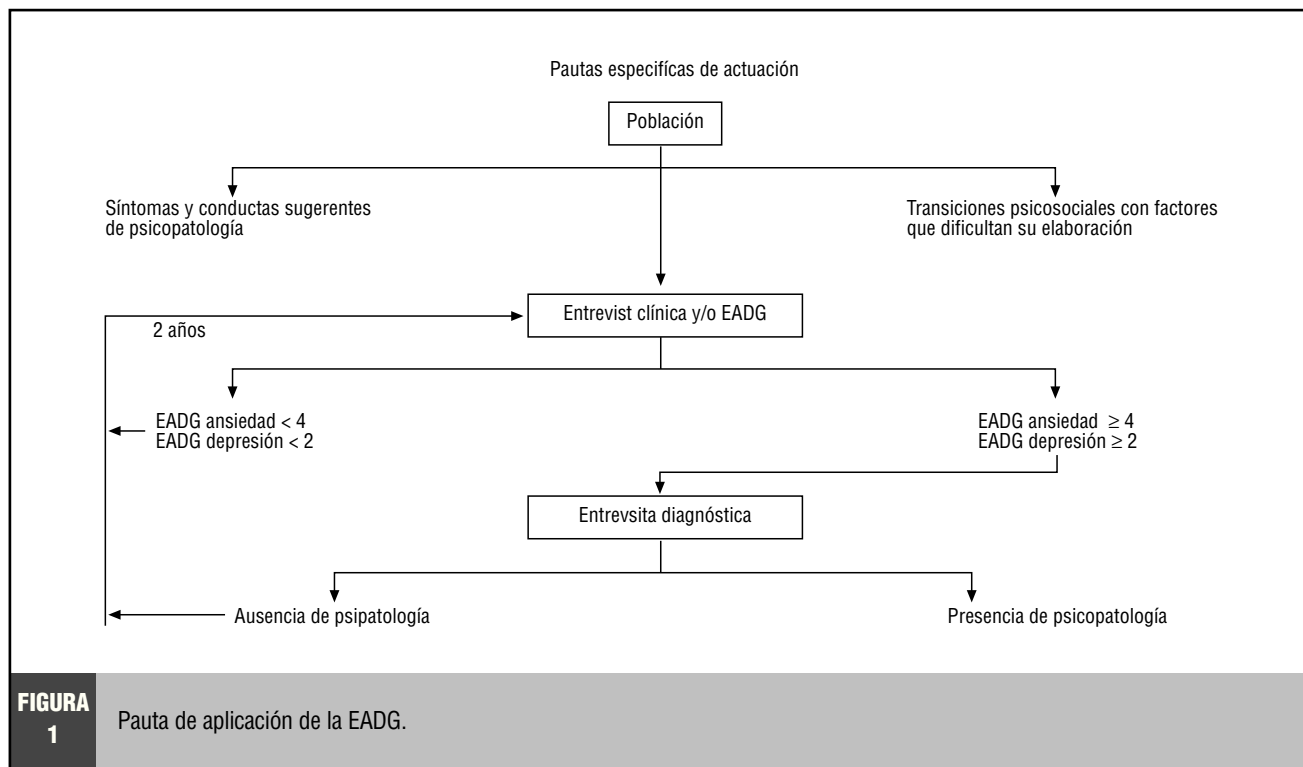 Pautas especifícas de actuación
Población
Síntomas y conductas sugerentes
de psicopatología
Transiciones psicosociales con factores
que dificultan su elaboración
Entrevist clínica y/o EADG
2 años
EADG ansiedad < 4
EADG depresión < 2
EADG ansiedad ≥ 4
EADG depresión ≥ 2
Entrevsita diagnóstica
Ausencia de psipatología
Presencia de psicopatología
FIGURA
1
Pauta de aplicación de la EADG.